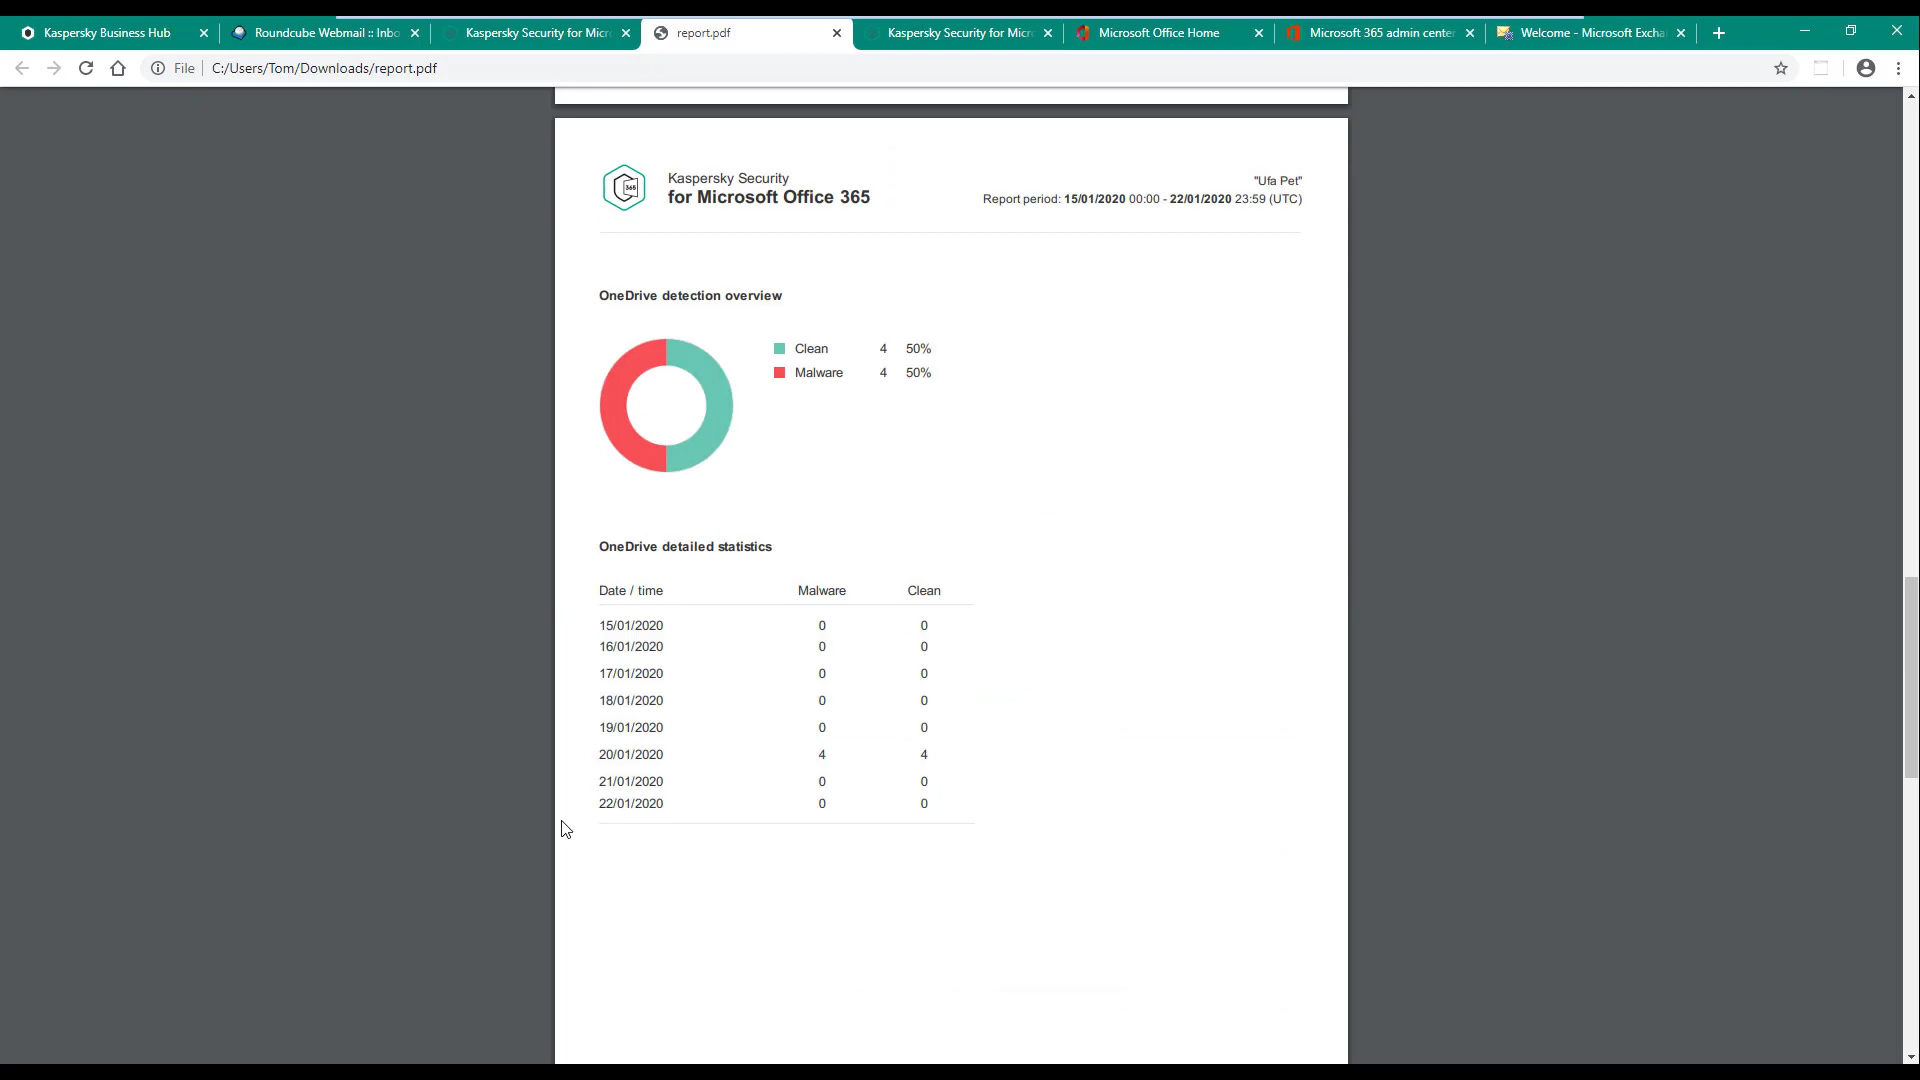 Kaspersky Business Hub
Roundcube Webmail :: Inbo
Kaspersky Security for Micr
report.pdf
Kaspersky Security for Micr
Microsoft Office Home
Microsoft 365 admin center
Welcome - Microsoft Excha
File
C:/Users/Tom/Downloads/report.pdf
365
Kaspersky Security
for Microsoft Office 365
"Ufa Pet"
Report period: 15/01/2020 00:00 - 22/01/2020 23:59 (UTC)
OneDrive detection overview
Clean 4 50%
Malware 4 50%
OneDrive detailed statistics
Date / time Malware Clean
15/01/2020 0 0
16/01/2020 0 0
17/01/2020 0 0
18/01/2020 0 0
19/01/2020 0 0
20/01/2020 4 4
21/01/2020 0 0
22/01/2020 0 0